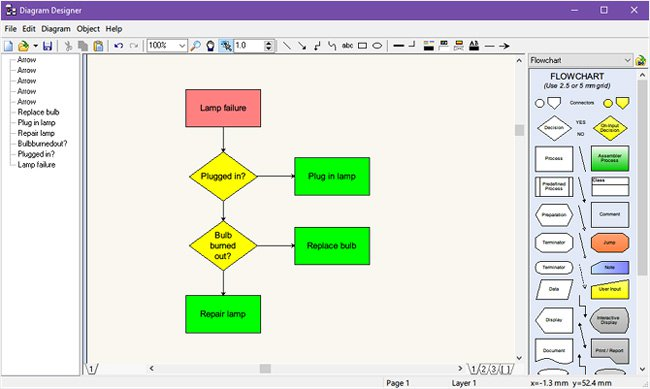 Diagram Designer
File Edit Diagram Object Help
100%
abc
1.0
Flowchart
Arrow
Arrow
Arrow
Arrow
Arrow
Replace bulb
Plug in lamp
Repair lamp
Bulbburnedout?
Plugged in?
Lamp failure
Lamp failure
Plugged in?
Plug in lamp
Bulb
burned
out?
Replace bulb
Repair lamp
FLOWCHART
(Use 2.5 or 5 mm grid)
Connectors
Decision
YES
NO
On-Input
Decision
Process
Assembler
Process
Predefined
Process
Class
Preparation
Comment
Terminator
Jump
Terminator
Note
Data
User Input
Display
Interactive
Display
Document
Print / Report
1
1 2 3 [ ]
Page 1
Layer 1
x=-1.3 mm y=52.4 mm